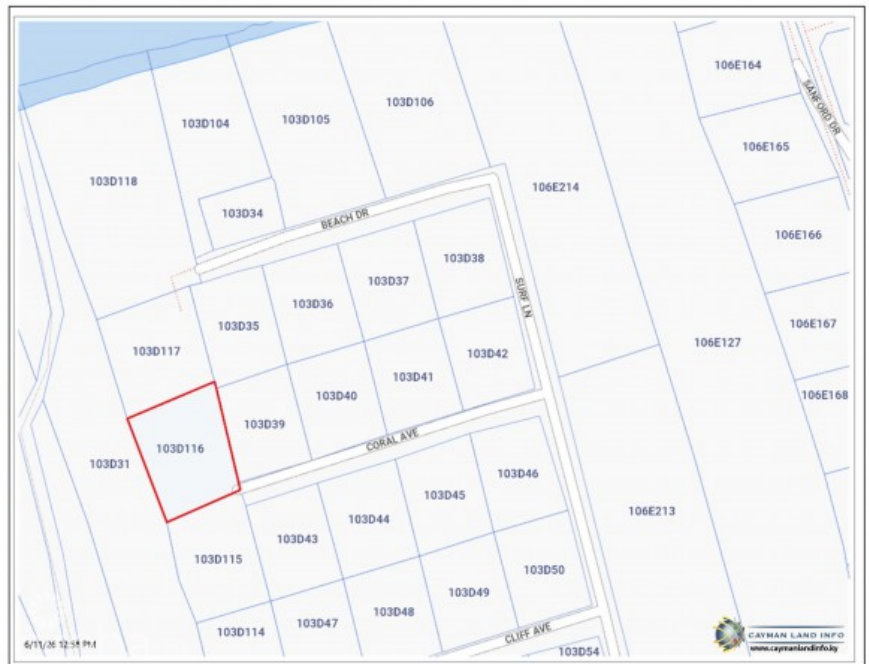 106E164
SANFORD DR
103D106
103D105
103D104
106E165
103D118
106E214
103D34
BEACH DR
106E166
103D38
103D37
SURF LN
103D36
103D35
106E167
106E127
103D117
103D42
103D41
103D40
106E168
103D39
CORAL AVE
103D116
103D31
103D46
103D45
106E213
103D44
103D43
103D115
103D50
103D49
103D48
103D47
103D114
CLIFF AVE
103D54
6/11/26 12:58 PM
CAYMAN LAND INFO
www.caymanlandinfo.ky